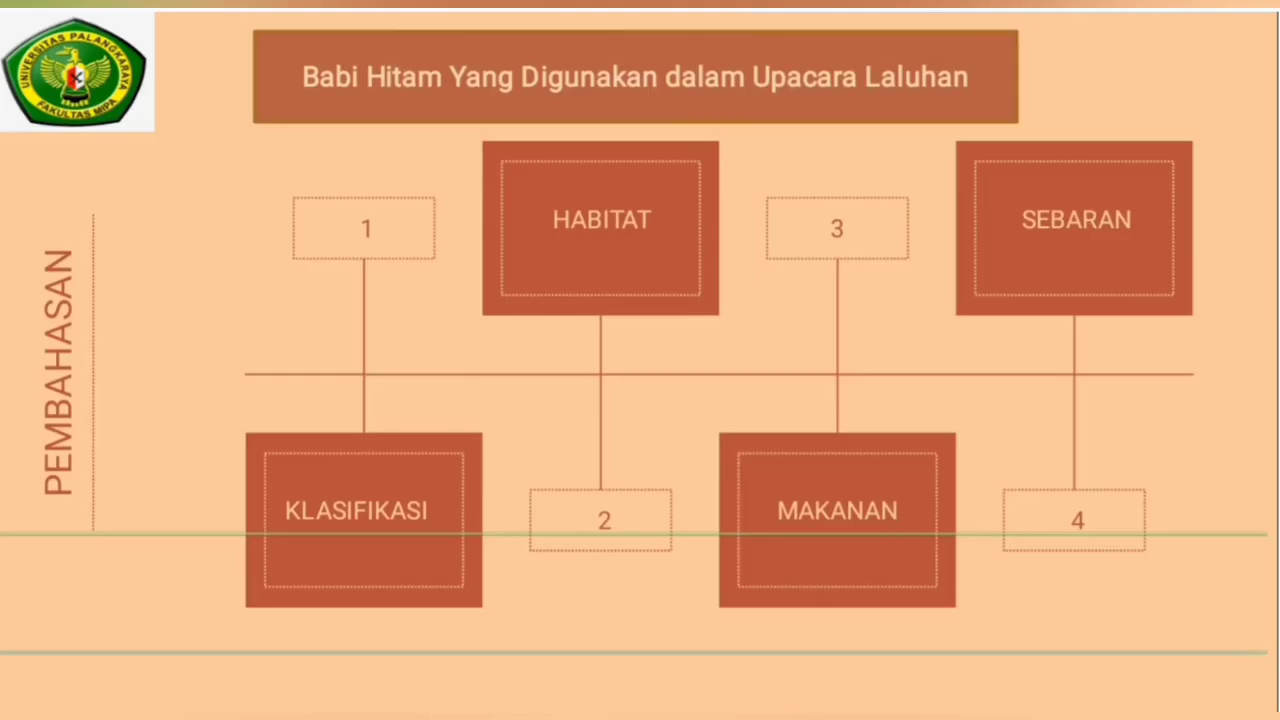 UNIVERSITAS PALANGKARAYA
FAKULTAS MIPA
Babi Hitam Yang Digunakan dalam Upacara Laluhan
PEMBAHASAN
1
KLASIFIKASI
HABITAT
2
3
MAKANAN
SEBARAN
4